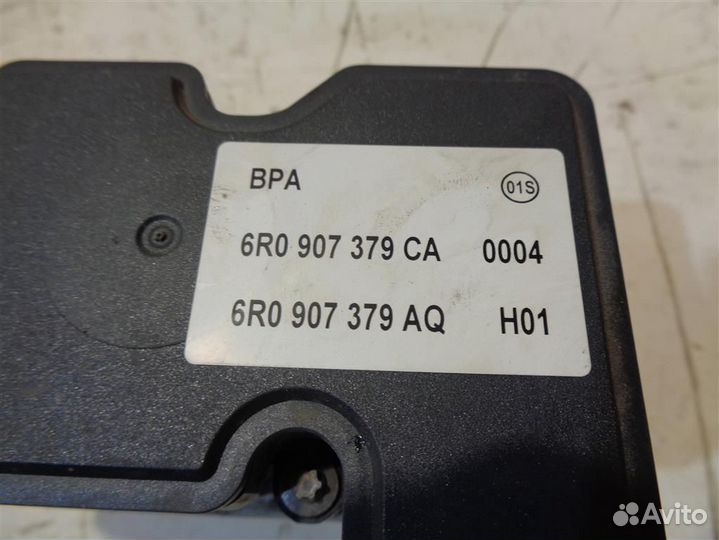 BPA 01S
6R0 907 379 CA 0004
6R0 907 379 AQ H01
Avito